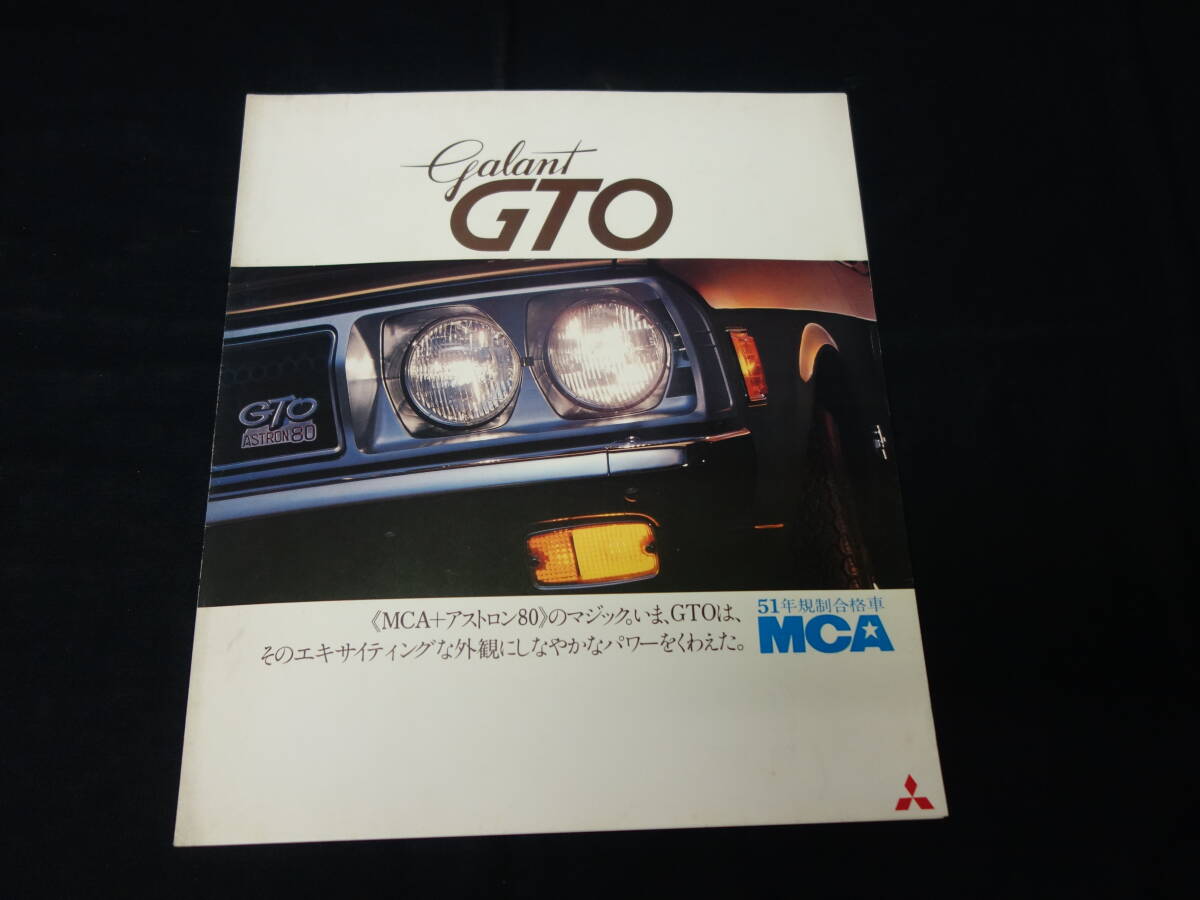 Galant
GTO
GTO
ASTRON80
《MCA+アストロン80》のマジック。いま、GTOは、
そのエキサイティングな外観にしなやかなパワーをくわえた。
51年規制合格車
MCA